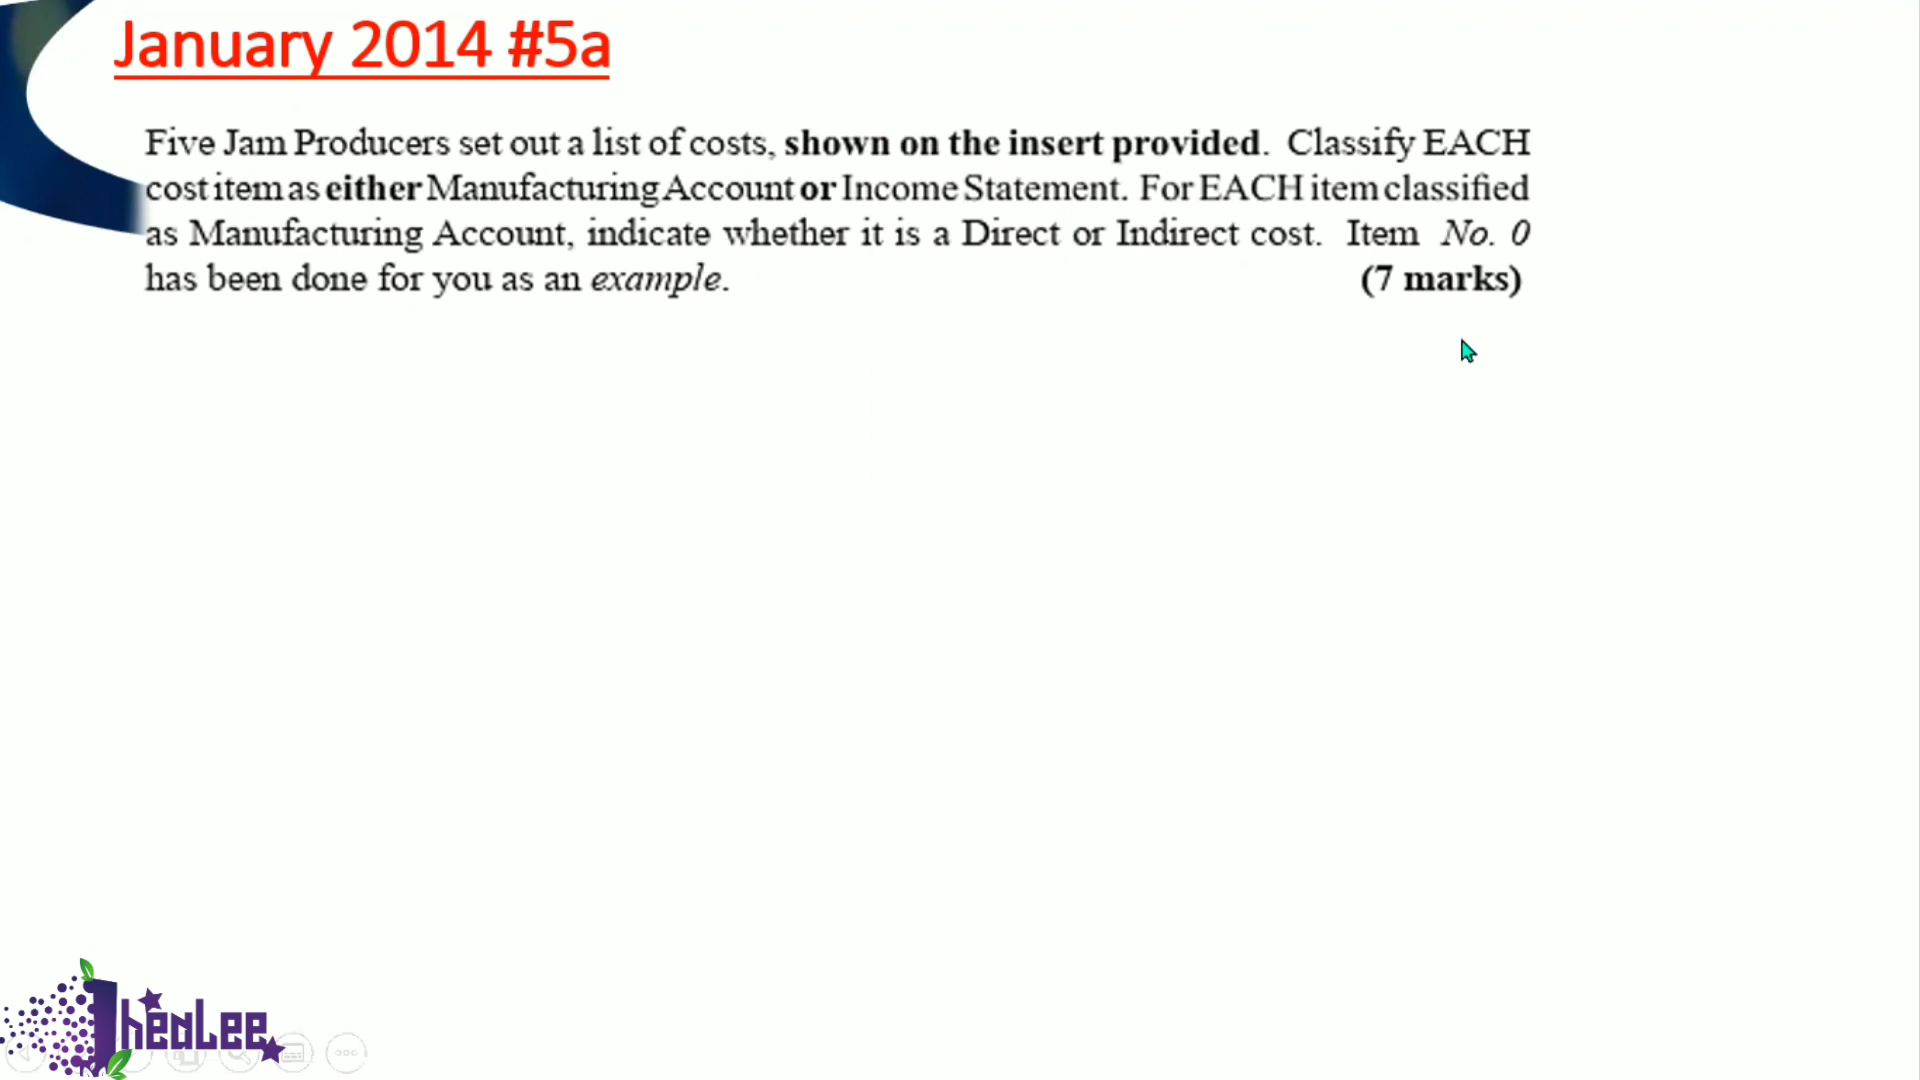 January 2014 #5a
Five Jam Producers set out a list of costs, shown on the insert provided. Classify EACH
cost item as either Manufacturing Account or Income Statement. For EACH item classified
as Manufacturing Account, indicate whether it is a Direct or Indirect cost. Item No. 0
has been done for you as an example. (7 marks)
JheaLee